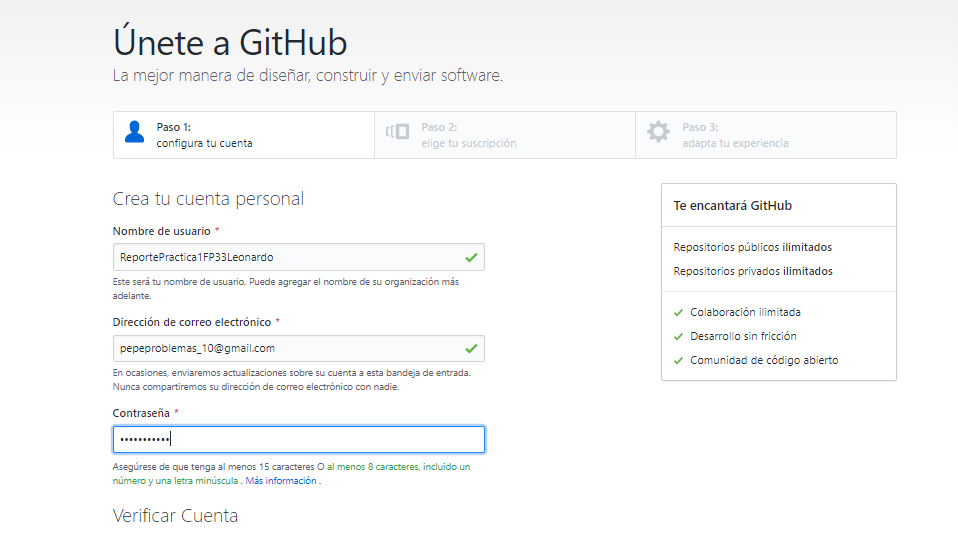 Únete a GitHub
La mejor manera de diseñar, construir y enviar software.
Paso 1:
configura tu cuenta
Paso 2:
elige tu suscripción
Paso 3:
adapta tu experiencia
Crea tu cuenta personal
Nombre de usuario *
ReportePractica1FP33Leonardo
Este será tu nombre de usuario. Puede agregar el nombre de su organización más
adelante.
Dirección de correo electrónico *
pepeproblemas_10@gmail.com
En ocasiones, enviaremos actualizaciones sobre su cuenta a esta bandeja de entrada.
Nunca compartiremos su dirección de correo electrónico con nadie.
Contraseña *
•••••••••••
Asegúrese de que tenga al menos 15 caracteres O al menos 8 caracteres, incluido un
número y una letra minúscula . Más información .
Verificar Cuenta
Te encantará GitHub
Repositorios públicos ilimitados
Repositorios privados ilimitados
Colaboración ilimitada
Desarrollo sin fricción
Comunidad de código abierto